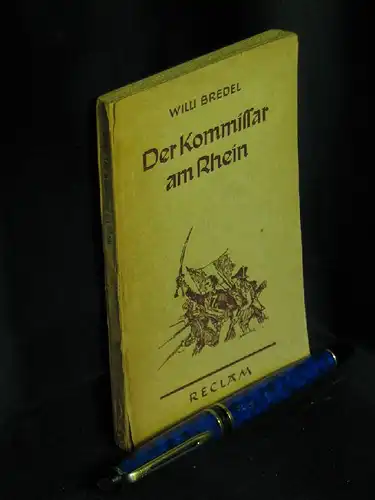 WILLI BREDEL
Der Kommissar
am Rhein
RECLAM